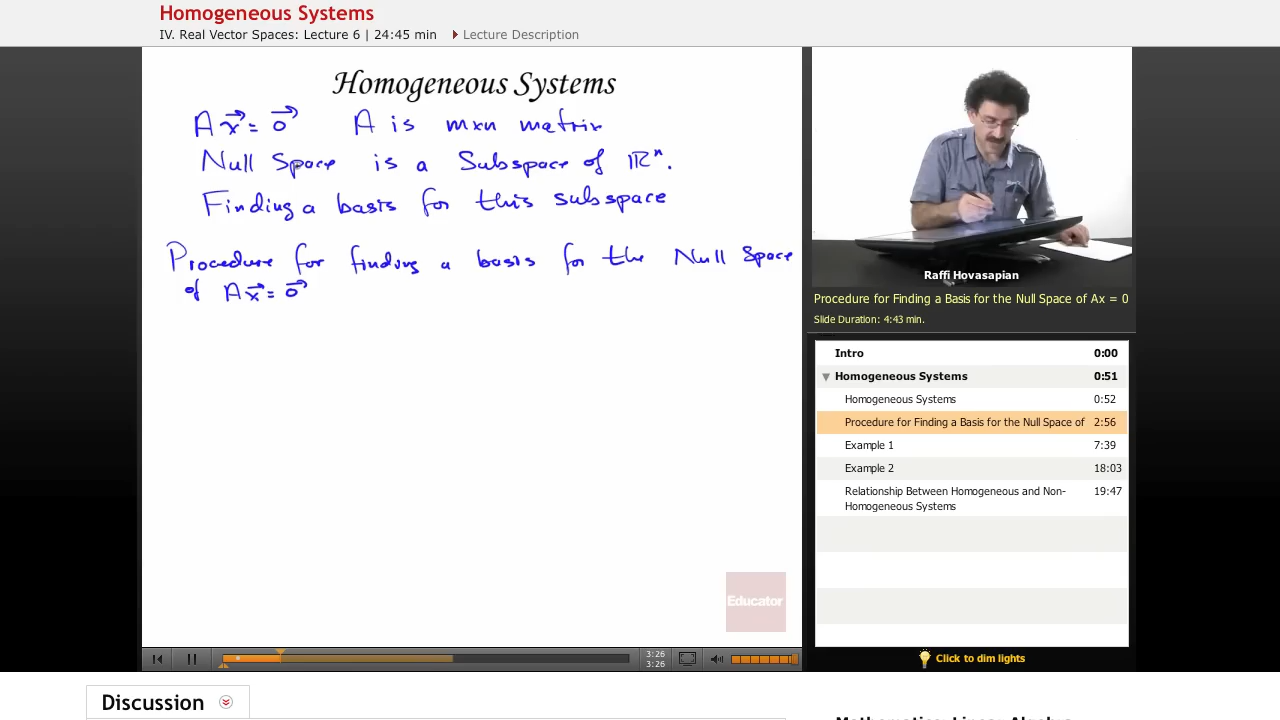 Homogeneous Systems
IV. Real Vector Spaces: Lecture 6 | 24:45 min
Lecture Description
Homogeneous Systems
A x⃗ = 0⃗ A is mxn matrix
Null Space is a Subspace of ℝⁿ.
Finding a basis for this subspace
Procedure for finding a basis for the Null Space
of A x⃗ = 0⃗
Educator
3:26
3:26
Raffi Hovasapian
Procedure for Finding a Basis for the Null Space of Ax = 0
Slide Duration: 4:43 min.
Intro 0:00
Homogeneous Systems 0:51
Homogeneous Systems 0:52
Procedure for Finding a Basis for the Null Space of 2:56
Example 1 7:39
Example 2 18:03
Relationship Between Homogeneous and Non-
Homogeneous Systems 19:47
Click to dim lights
Discussion
Mathematics: Linear Algebra